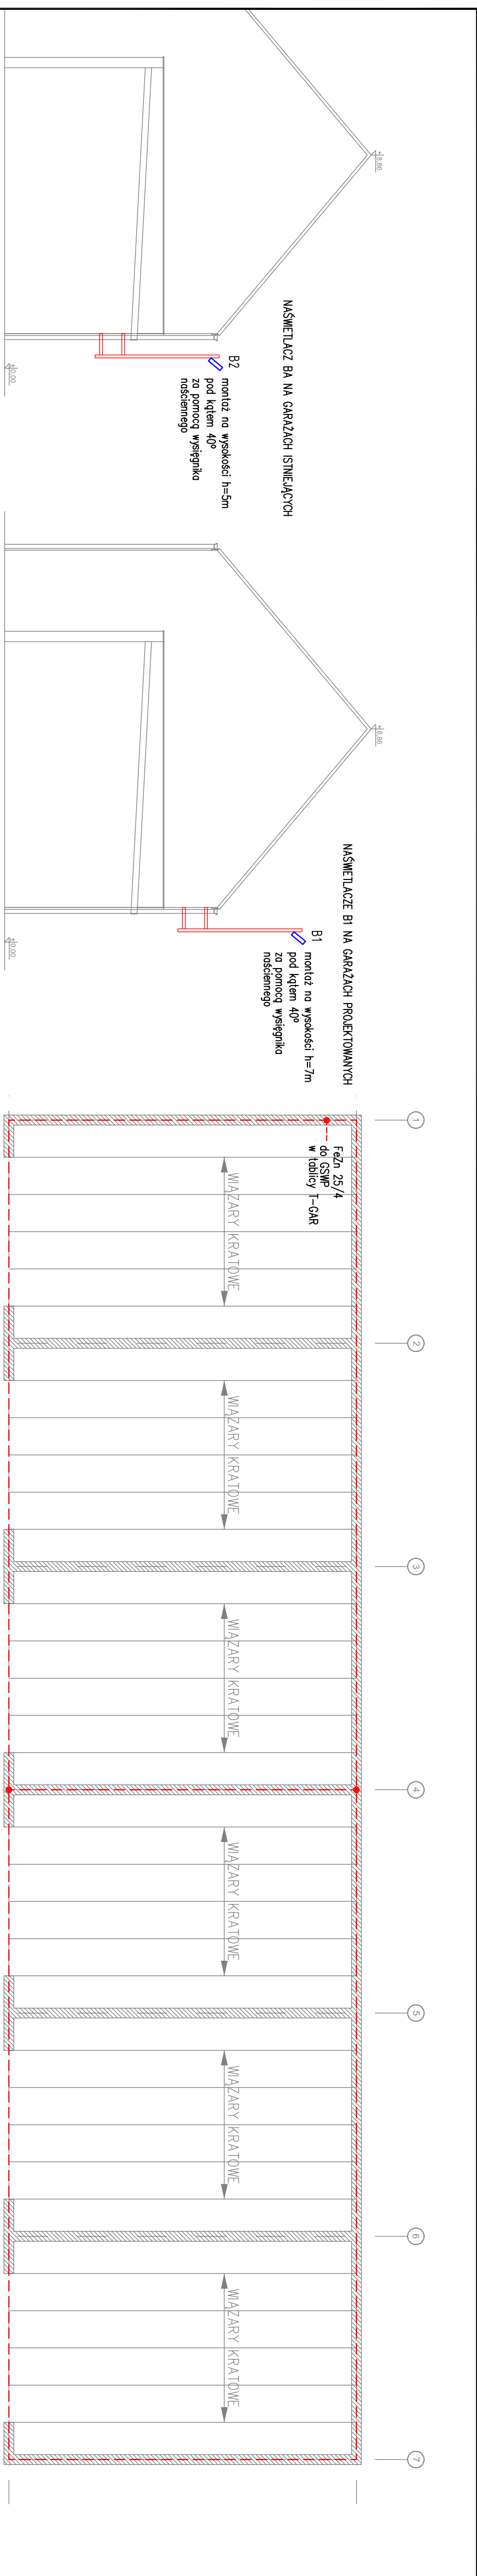 NAŚWIETLACZ BA NA GARAŻACH ISTNIEJĄCYCH
+8,86
B2
montaż na wysokości h=5m
pod kątem 40°
za pomocą wysięgnika
naściennego
±0,00
NAŚWIETLACZE B1 NA GARAŻACH PROJEKTOWANYCH
+8,86
B1
montaż na wysokości h=7m
pod kątem 40°
za pomocą wysięgnika
naściennego
±0,00
1
2
3
4
5
6
7
FeZn 25/4
do GSWP
w tablicy T-GAR
WIĄZARY KRATOWE
WIĄZARY KRATOWE
WIĄZARY KRATOWE
WIĄZARY KRATOWE
WIĄZARY KRATOWE
WIĄZARY KRATOWE